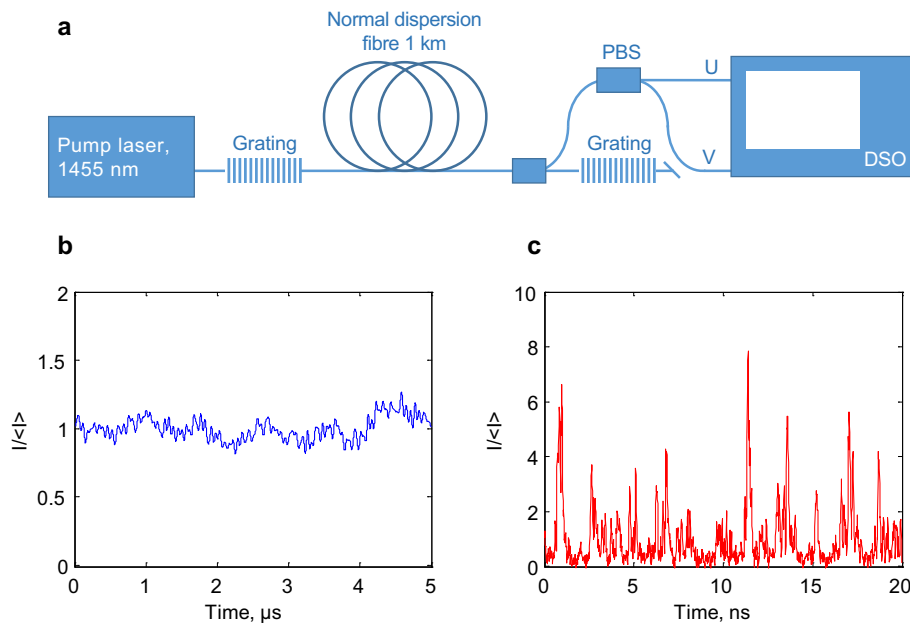 a
Normal dispersion
fibre 1 km
PBS
U
Pump laser,
1455 nm
Grating
Grating
V
DSO
b
c
2
1.5
1
0.5
0
I/<I>
0
1
2
3
4
5
Time, µs
10
8
6
4
2
0
I/<I>
0
5
10
15
20
Time, ns